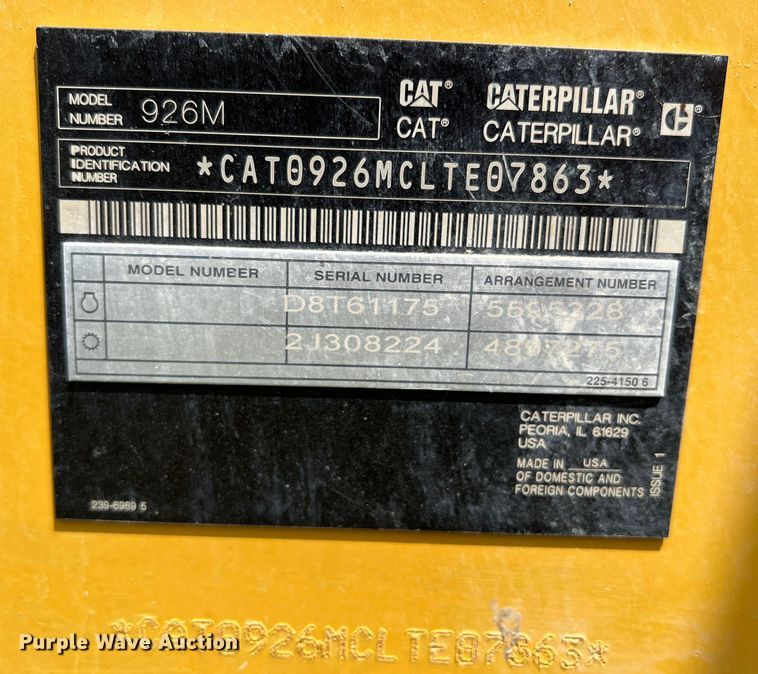 MODEL NUMBER 926M
CAT® CATERPILLAR®
CAT® CATERPILLAR®
PRODUCT IDENTIFICATION NUMBER *CAT0926MCLTE07863*
MODEL NUMBER SERIAL NUMBER ARRANGEMENT NUMBER
D8T61175
2J308224
225-4150 6
CATERPILLAR INC.
PEORIA, IL 61629
USA
MADE IN USA
OF DOMESTIC AND
FOREIGN COMPONENTS
ISSUE 1
239-6989 5
*CAT0926MCLTE07863*
Purple Wave Auction